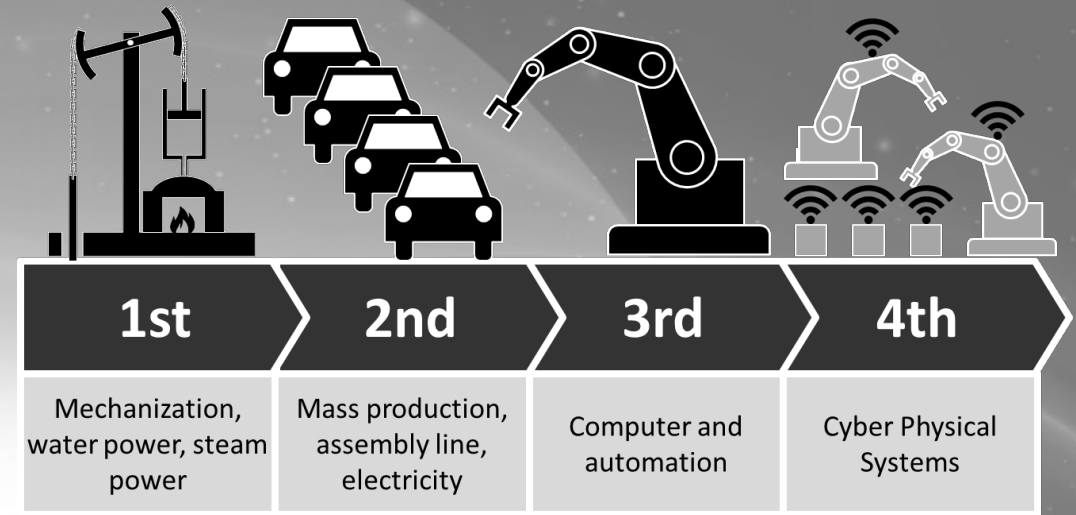 1st
2nd
3rd
4th
Mechanization,
water power, steam
power
Mass production,
assembly line,
electricity
Computer and
automation
Cyber Physical
Systems